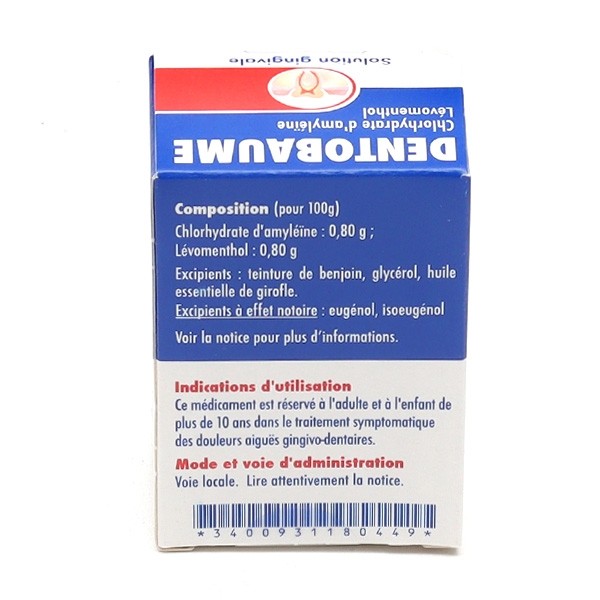 Solution gingivale
Chlorhydrate d'amyléine
Lévomenthol
DENTOBAUME
Composition (pour 100g)
Chlorhydrate d'amyléïne : 0,80 g ;
Lévomenthol : 0,80 g
Excipients : teinture de benjoin, glycérol, huile
essentielle de girofle.
Excipients à effet notoire : eugénol, isoeugénol
Voir la notice pour plus d'informations.
Indications d'utilisation
Ce médicament est réservé à l'adulte et à l'enfant de
plus de 10 ans dans le traitement symptomatique
des douleurs aiguës gingivo-dentaires.
Mode et voie d'administration
Voie locale. Lire attentivement la notice.
*3400931180449*